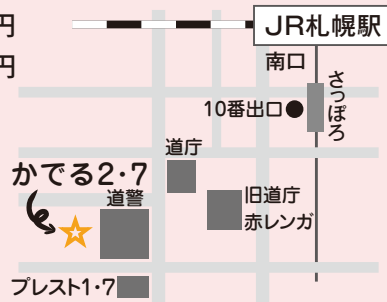 円
円
JR札幌駅
南口
さっぽろ
10番出口
道庁
かでる2・7
道警
旧道庁
赤レンガ
プレスト1・7